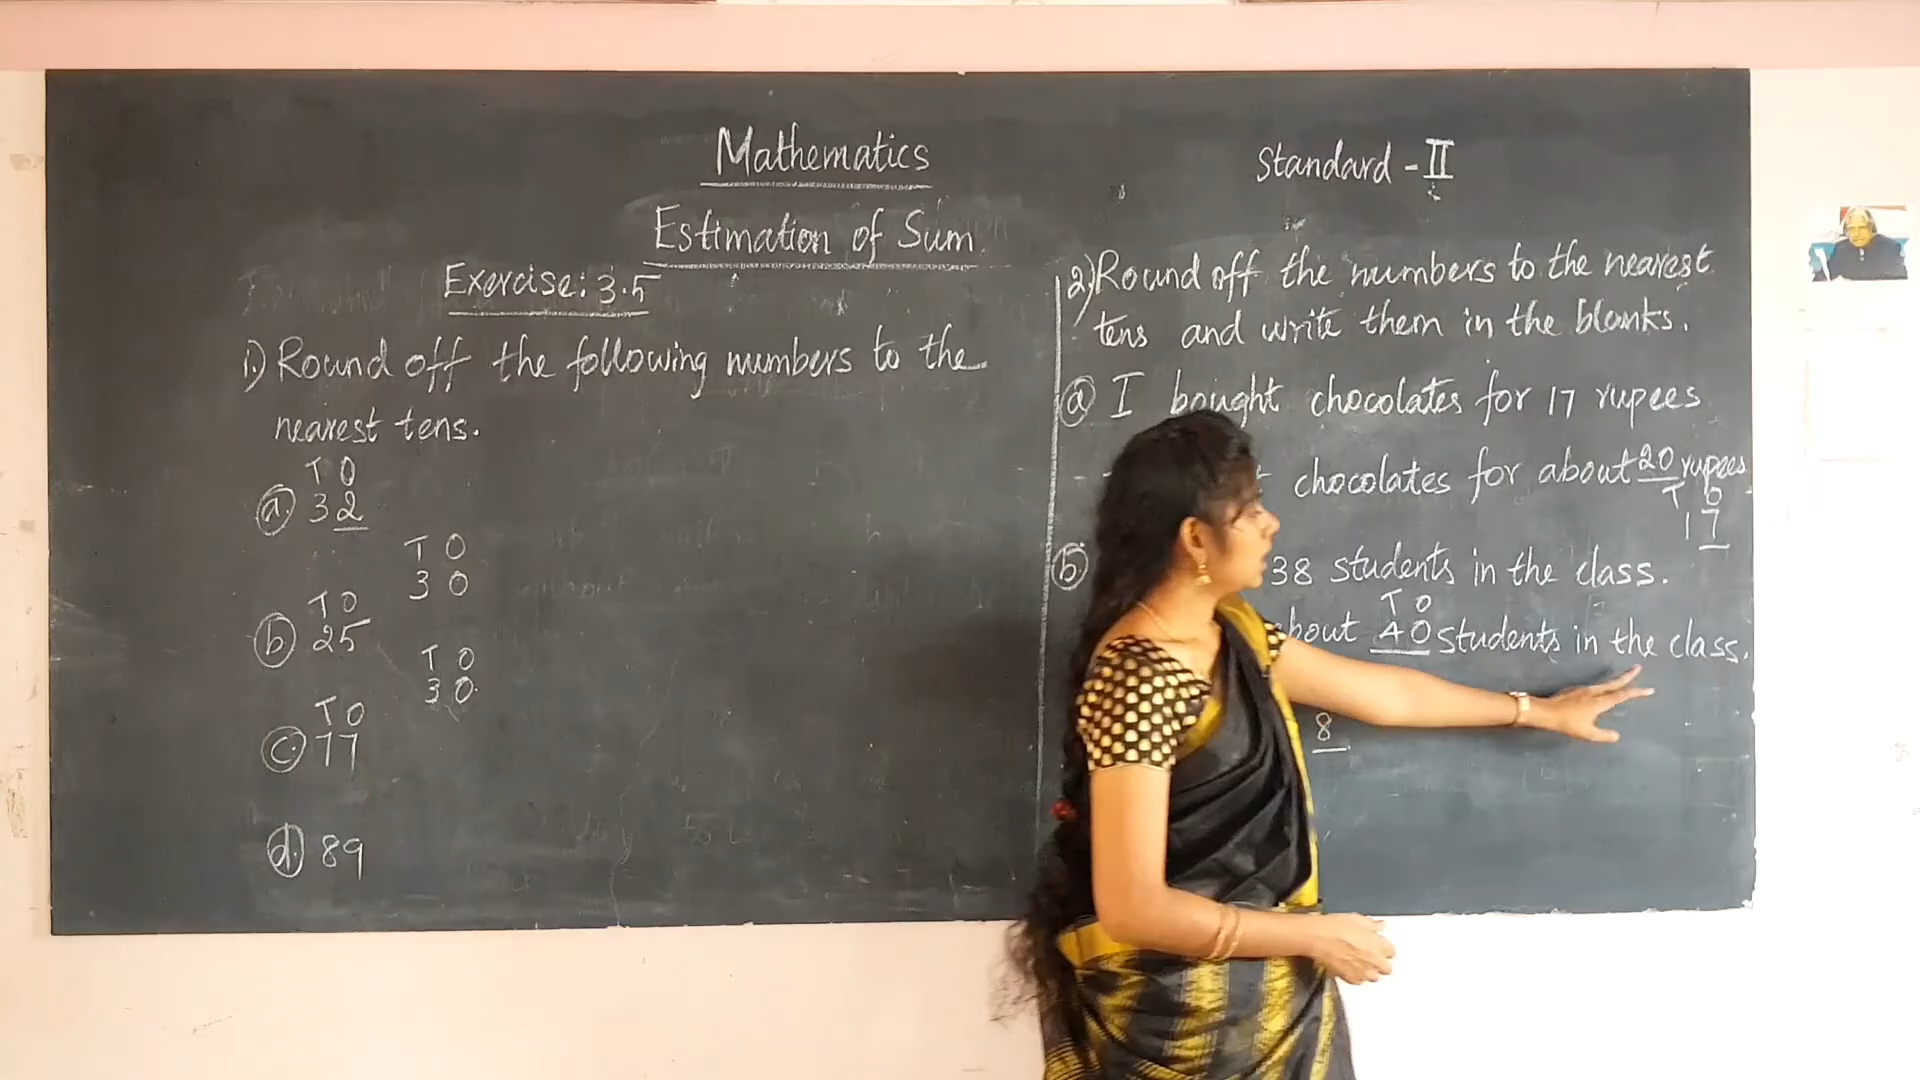 Mathematics
Standard - II
Estimation of Sum.
Exercise: 3.5
1.) Round off the following numbers to the
nearest tens.
T O
a. 32
T O
3 0
T O
b 25
T O
3 0.
T O
c. 77
d. 89
2) Round off the numbers to the nearest
tens and write them in the blanks.
a I bought chocolates for 17 rupees
chocolates for about 20 rupees
T O
17
b 38 students in the class.
T O
about 40 students in the class.
8